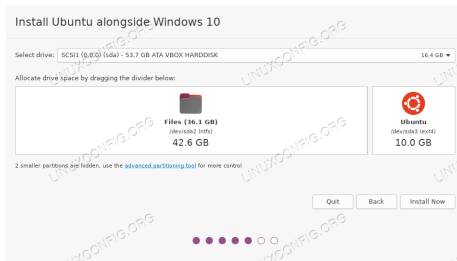 Install Ubuntu alongside Windows 10
Select drive: SCSI1 (0,0,0) (sda) - 53.7 GB ATA VBOX HARDDISK 16.4 GB
Allocate drive space by dragging the divider below:
Files (36.1 GB)
/dev/sda2 (ntfs)
42.6 GB
Ubuntu
/dev/sda3 (ext4)
10.0 GB
2 smaller partitions are hidden, use the advanced partitioning tool for more control
Quit Back Install Now
LINUXCONFIG.ORG